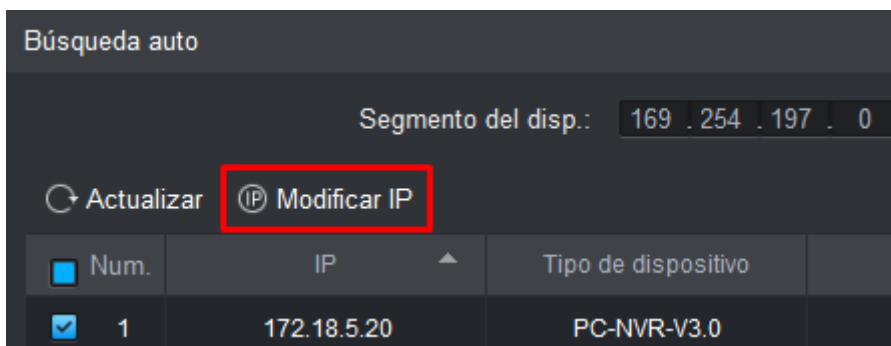 Búsqueda auto
Segmento del disp.: 169 . 254 . 197 . 0
Actualizar IP Modificar IP
Num. IP Tipo de dispositivo
1 172.18.5.20 PC-NVR-V3.0